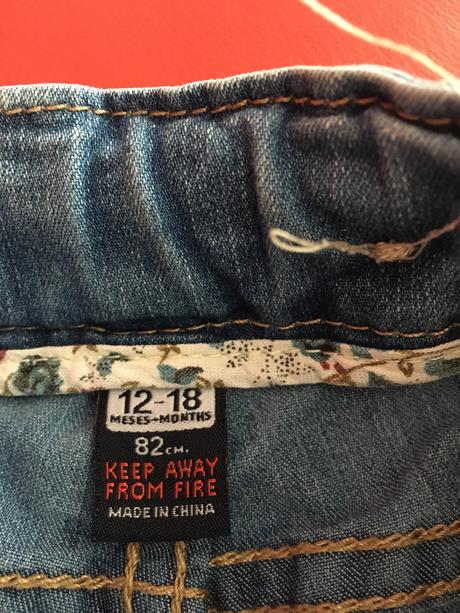 12-18
MESES-MONTHS
82CM.
KEEP AWAY
FROM FIRE
MADE IN CHINA